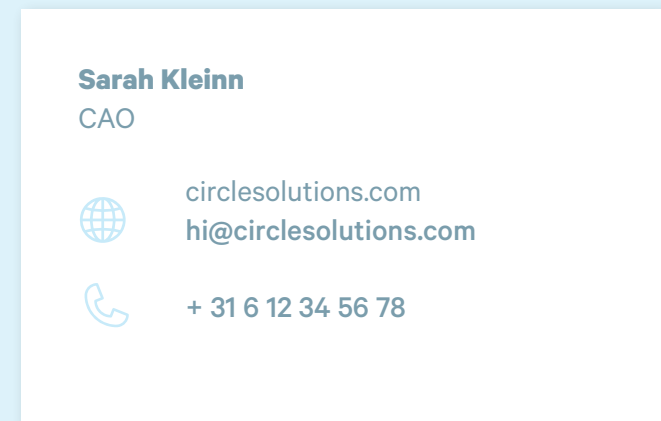 Sarah Kleinn
CAO
circlesolutions.com
hi@circlesolutions.com
+ 31 6 12 34 56 78